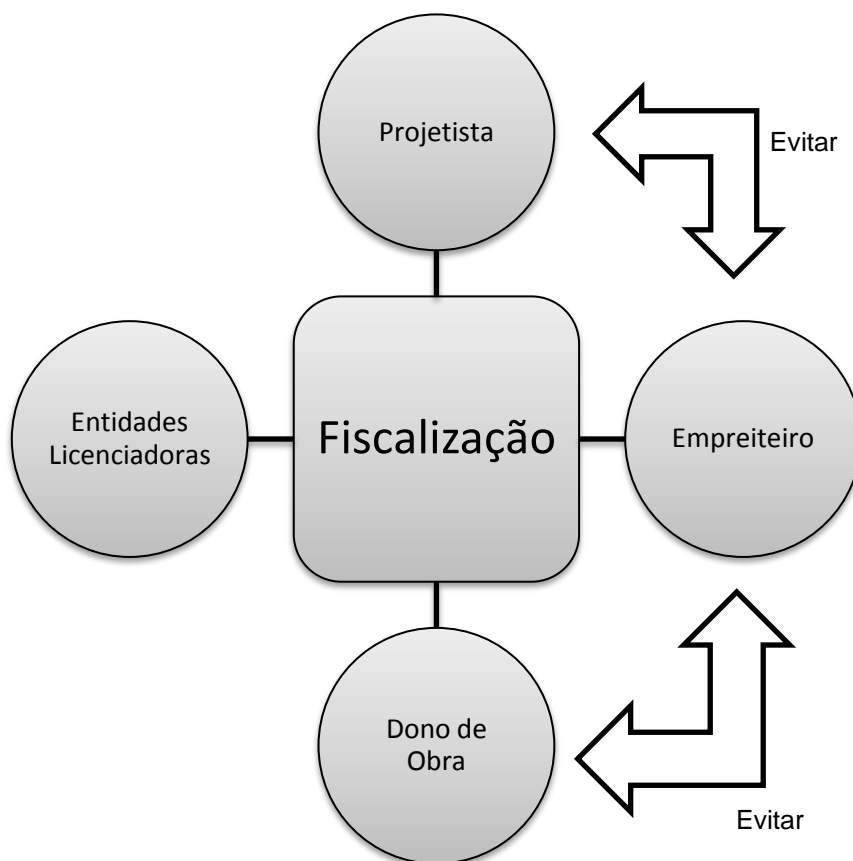 Projetista
Evitar
Entidades
Licenciadoras
Fiscalização
Empreiteiro
Dono de
Obra
Evitar